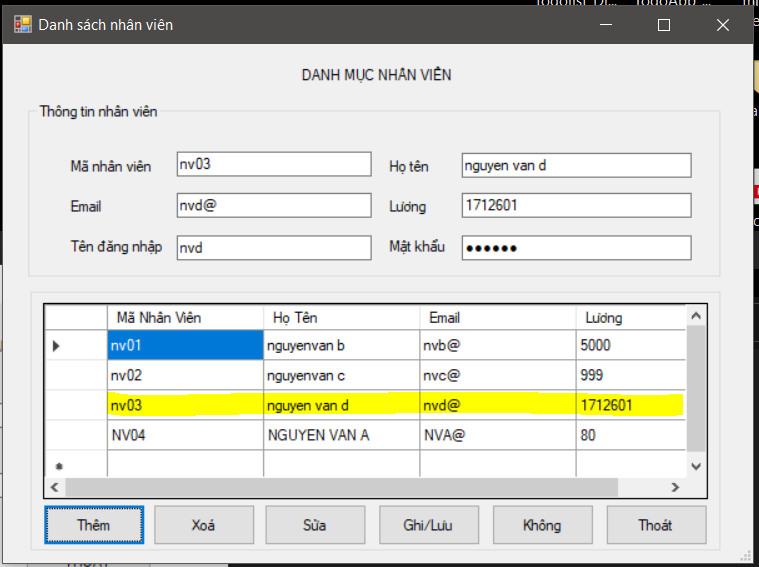 Danh sách nhân viên
DANH MỤC NHÂN VIÊN
Thông tin nhân viên
Mã nhân viên nv03 Họ tên nguyen van d
Email nvd@ Lương 1712601
Tên đăng nhập nvd Mật khẩu ●●●●●●
Mã Nhân Viên Họ Tên Email Lương
nv01 nguyenvan b nvb@ 5000
nv02 nguyenvan c nvc@ 999
nv03 nguyen van d nvd@ 1712601
NV04 NGUYEN VAN A NVA@ 80
Thêm Xoá Sửa Ghi/Lưu Không Thoát